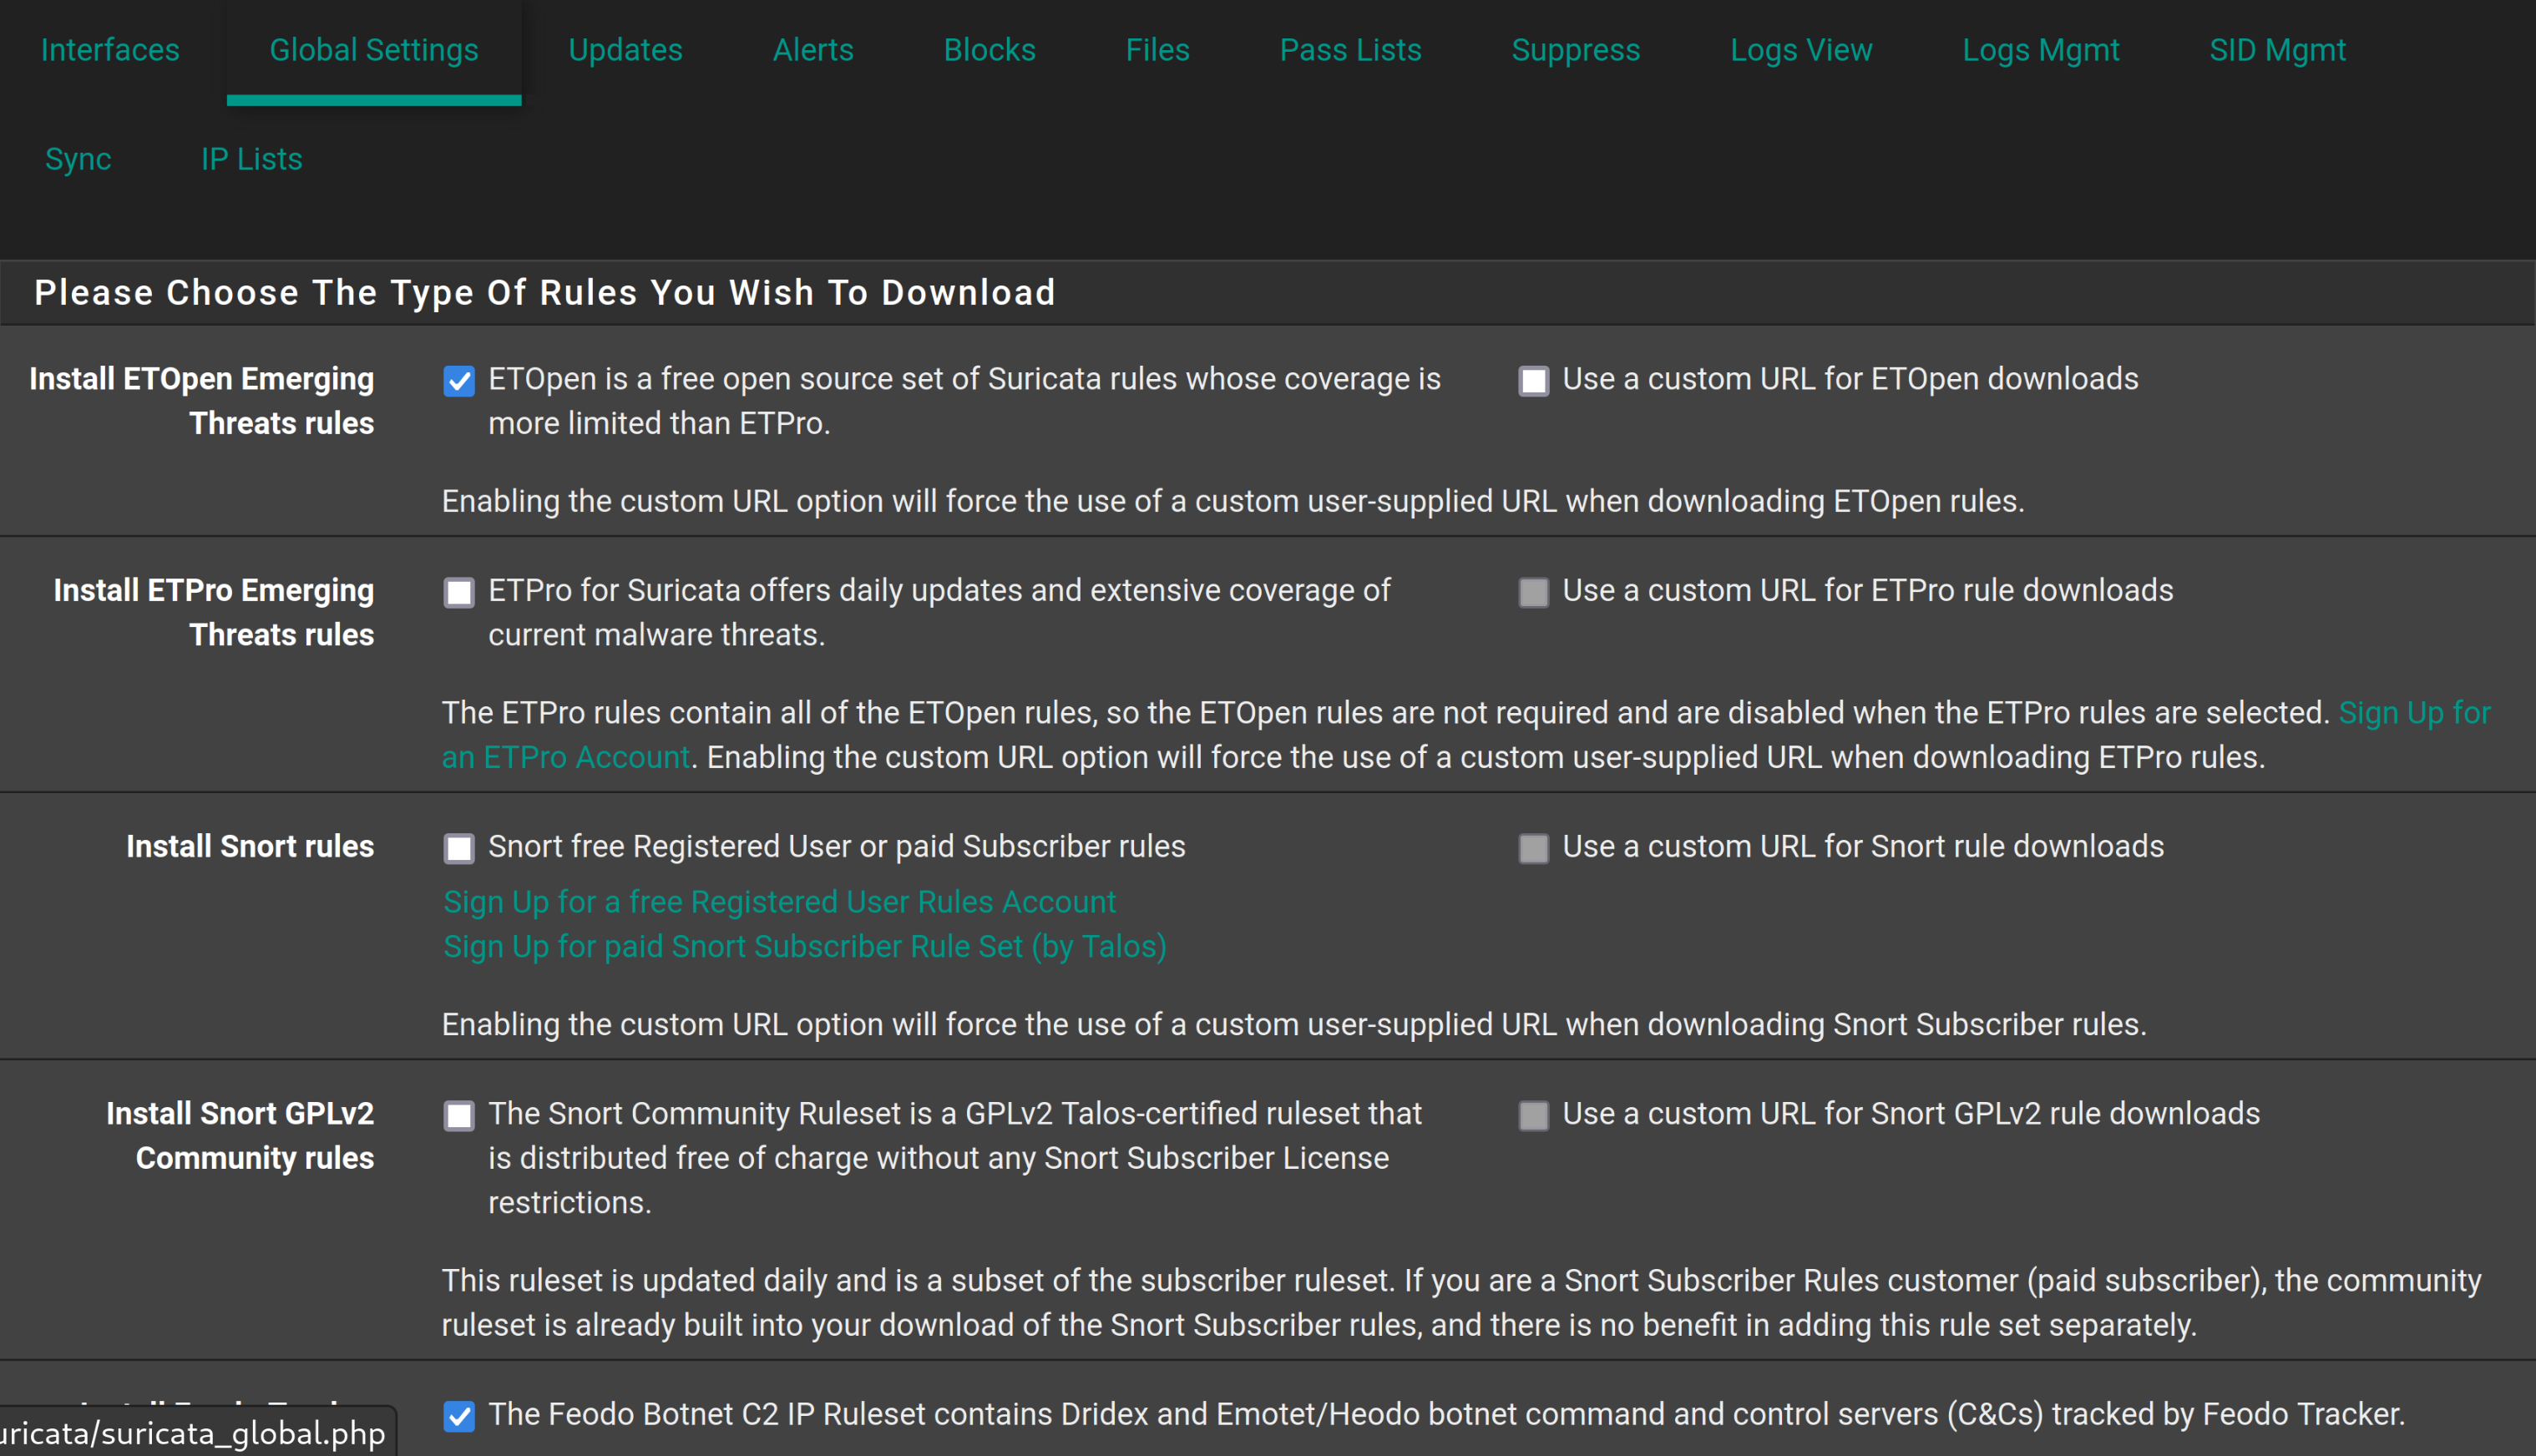 Interfaces Global Settings Updates Alerts Blocks Files Pass Lists Suppress Logs View Logs Mgmt SID Mgmt
Sync IP Lists
Please Choose The Type Of Rules You Wish To Download
Install ETOpen Emerging
Threats rules
ETOpen is a free open source set of Suricata rules whose coverage is
more limited than ETPro.
Use a custom URL for ETOpen downloads
Enabling the custom URL option will force the use of a custom user-supplied URL when downloading ETOpen rules.
Install ETPro Emerging
Threats rules
ETPro for Suricata offers daily updates and extensive coverage of
current malware threats.
Use a custom URL for ETPro rule downloads
The ETPro rules contain all of the ETOpen rules, so the ETOpen rules are not required and are disabled when the ETPro rules are selected. Sign Up for
an ETPro Account. Enabling the custom URL option will force the use of a custom user-supplied URL when downloading ETPro rules.
Install Snort rules
Snort free Registered User or paid Subscriber rules
Use a custom URL for Snort rule downloads
Sign Up for a free Registered User Rules Account
Sign Up for paid Snort Subscriber Rule Set (by Talos)
Enabling the custom URL option will force the use of a custom user-supplied URL when downloading Snort Subscriber rules.
Install Snort GPLv2
Community rules
The Snort Community Ruleset is a GPLv2 Talos-certified ruleset that
is distributed free of charge without any Snort Subscriber License
restrictions.
Use a custom URL for Snort GPLv2 rule downloads
This ruleset is updated daily and is a subset of the subscriber ruleset. If you are a Snort Subscriber Rules customer (paid subscriber), the community
ruleset is already built into your download of the Snort Subscriber rules, and there is no benefit in adding this rule set separately.
The Feodo Botnet C2 IP Ruleset contains Dridex and Emotet/Heodo botnet command and control servers (C&Cs) tracked by Feodo Tracker.
uricata/suricata_global.php